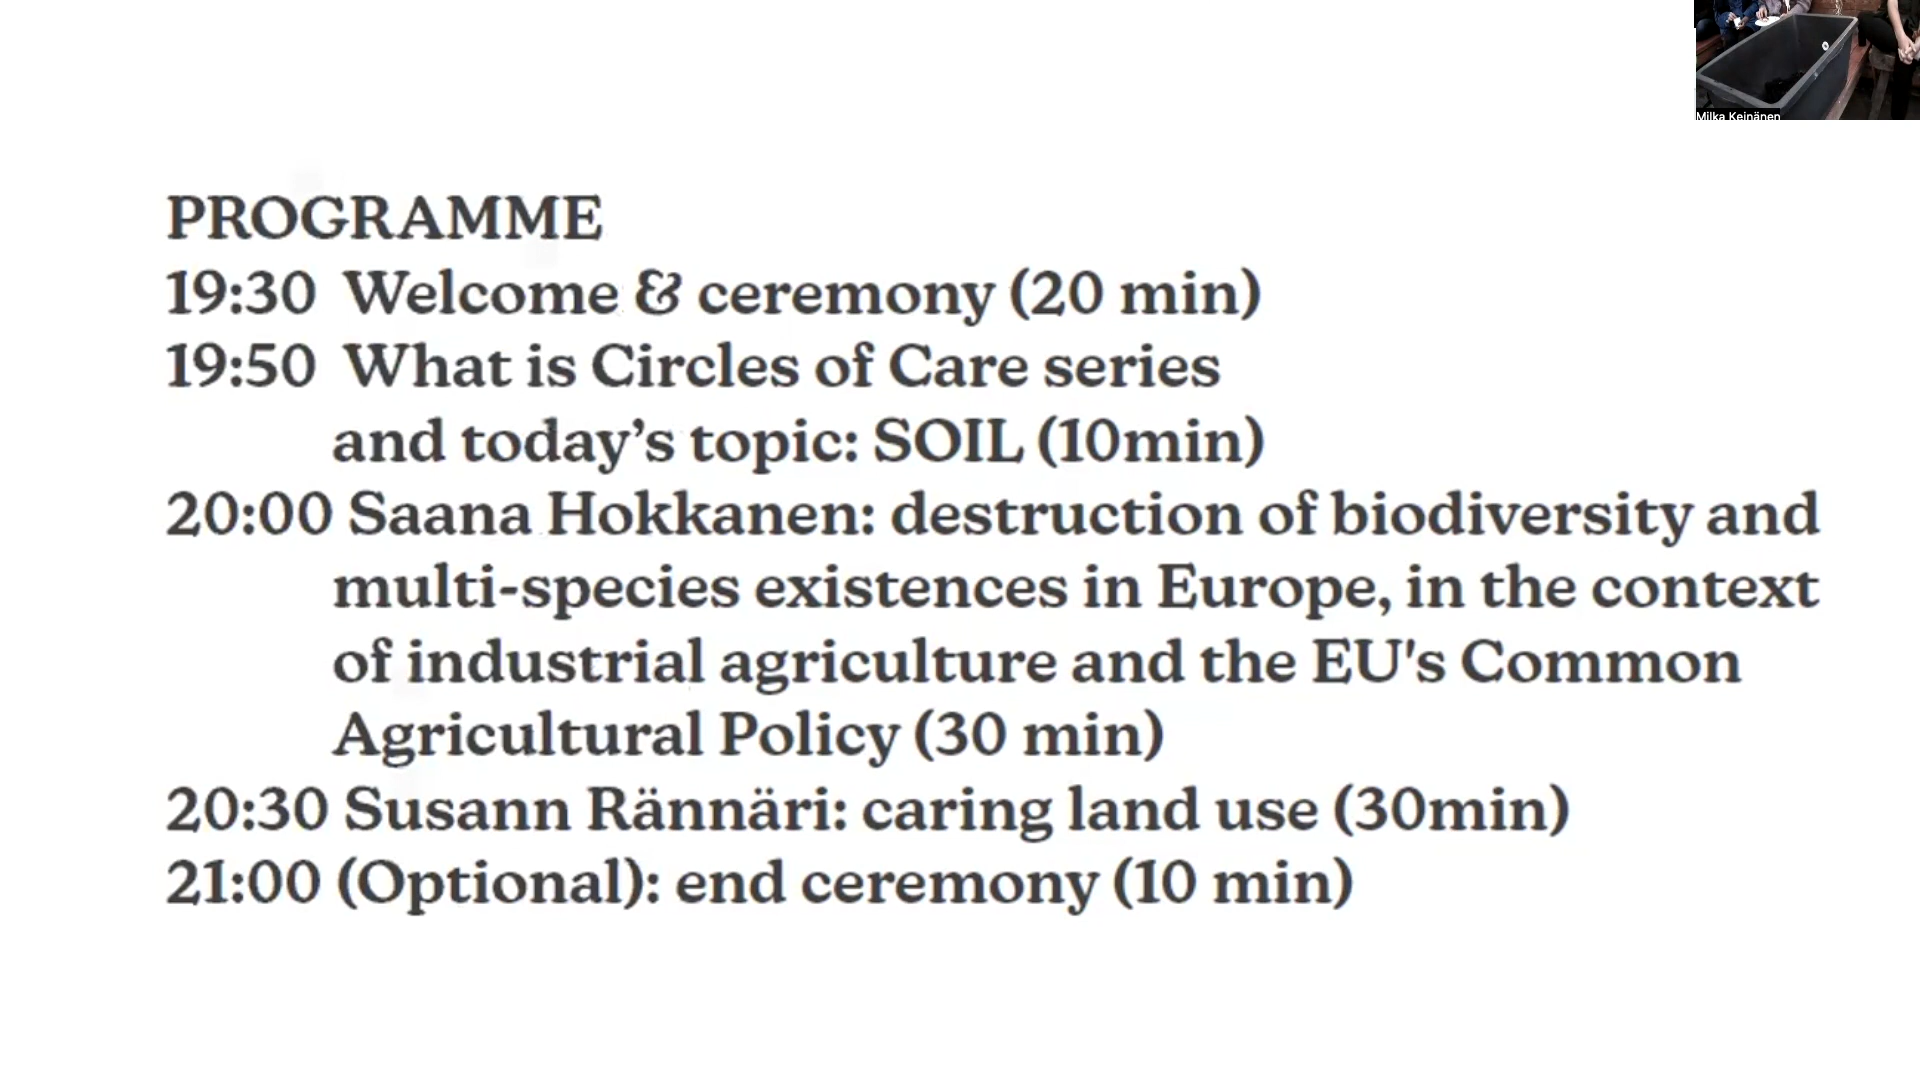 Milka Keinänen
PROGRAMME
19:30 Welcome & ceremony (20 min)
19:50 What is Circles of Care series
and today’s topic: SOIL (10min)
20:00 Saana Hokkanen: destruction of biodiversity and
multi-species existences in Europe, in the context
of industrial agriculture and the EU's Common
Agricultural Policy (30 min)
20:30 Susann Rännäri: caring land use (30min)
21:00 (Optional): end ceremony (10 min)